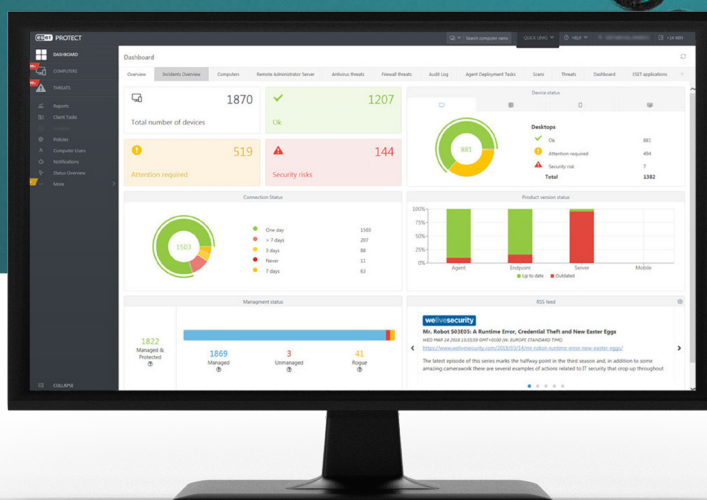 eset PROTECT
Search computer name
QUICK LINKS
HELP
>14 MIN
DASHBOARD
COMPUTERS
THREATS
Reports
Client Tasks
Policies
Computer Users
Notifications
Status Overview
More
COLLAPSE
Dashboard
Overview
Incidents Overview
Computers
Remote Administrator Server
Antivirus threats
Firewall threats
Audit Log
Agent Deployment Tasks
Scans
Threats
Dashboard
ESET applications
1870
Total number of devices
1207
Ok
519
Attention required
144
Security risks
Device status
881
Desktops
Ok 881
Attention required 494
Security risk 7
Total 1382
Connection Status
1503
One day 1503
+ 7 days 207
3 days 88
Never 11
7 days 63
Product version status
100%
75%
50%
25%
0%
Agent
Endpoint
Server
Mobile
Up to date
Outdated
Managment status
1822
Managed &
Protected
1869
Managed
3
Unmanaged
41
Rogue
RSS feed
welivesecurity
Mr. Robot S03E05: A Runtime Error, Credential Theft and New Easter Eggs
The latest episode of this series marks the halfway point in the third season and, in addition to some
amazing camerawork there are several examples of actions related to IT security that crop up throughout